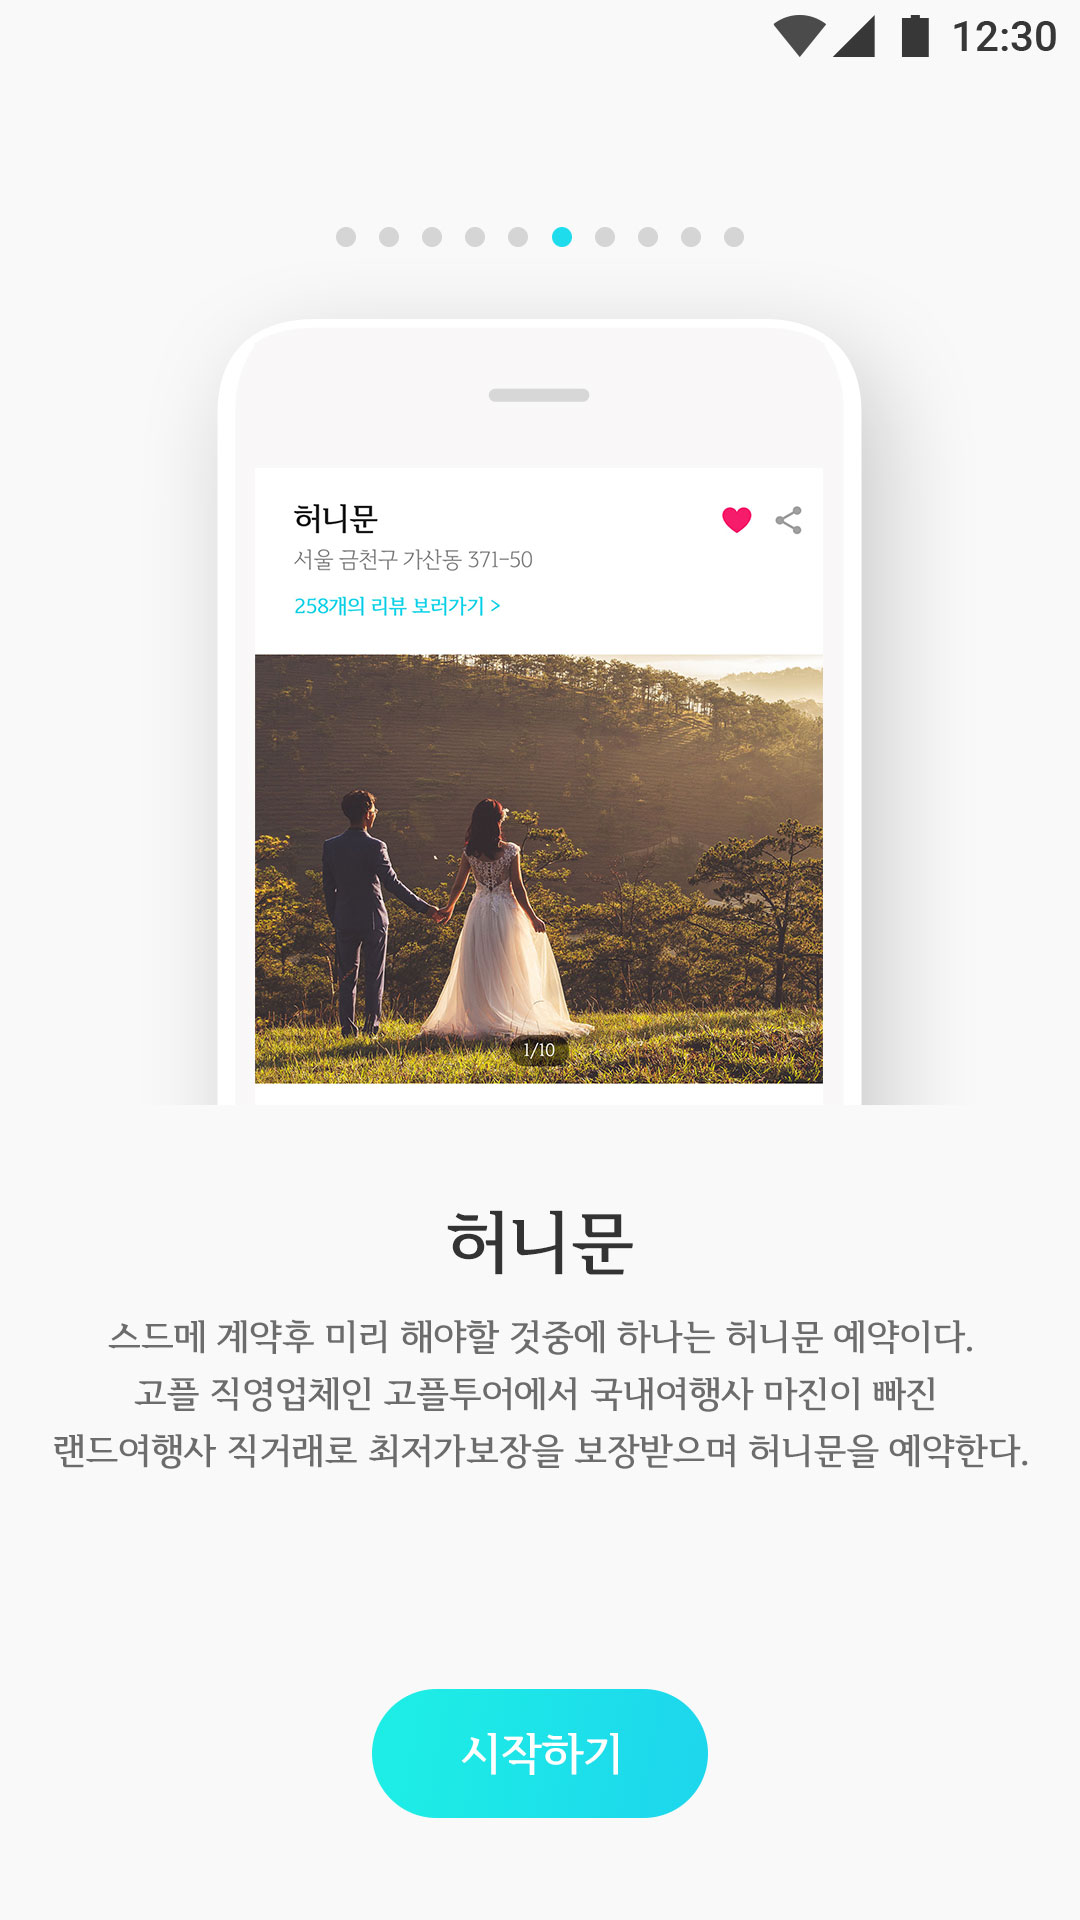 12:30
허니문
서울 금천구 가산동 371-50
258개의 리뷰 보러가기 >
1/10
허니문
스드메 계약후 미리 해야할 것중에 하나는 허니문 예약이다.
고플 직영업체인 고플투어에서 국내여행사 마진이 빠진
랜드여행사 직거래로 최저가보장을 보장받으며 허니문을 예약한다.
시작하기